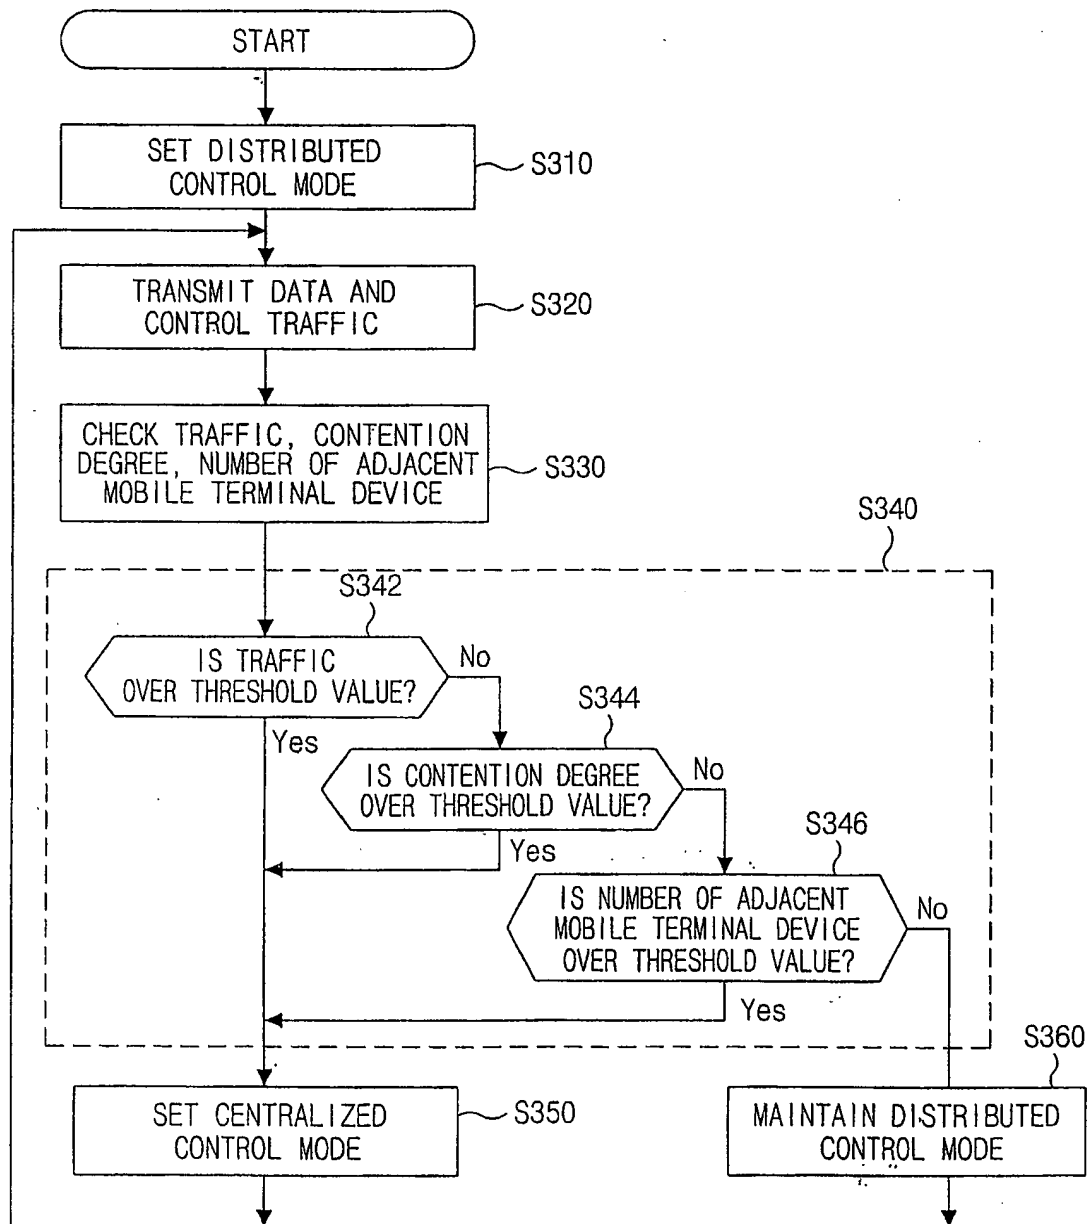 START
SET DISTRIBUTED
CONTROL MODE
S310
TRANSMIT DATA AND
CONTROL TRAFFIC
S320
CHECK TRAFFIC, CONTENTION
DEGREE, NUMBER OF ADJACENT
MOBILE TERMINAL DEVICE
S330
S340
S342
IS TRAFFIC
OVER THRESHOLD VALUE?
No
Yes
S344
IS CONTENTION DEGREE
OVER THRESHOLD VALUE?
No
Yes
S346
IS NUMBER OF ADJACENT
MOBILE TERMINAL DEVICE
OVER THRESHOLD VALUE?
No
Yes
S360
SET CENTRALIZED
CONTROL MODE
S350
MAINTAIN DISTRIBUTED
CONTROL MODE